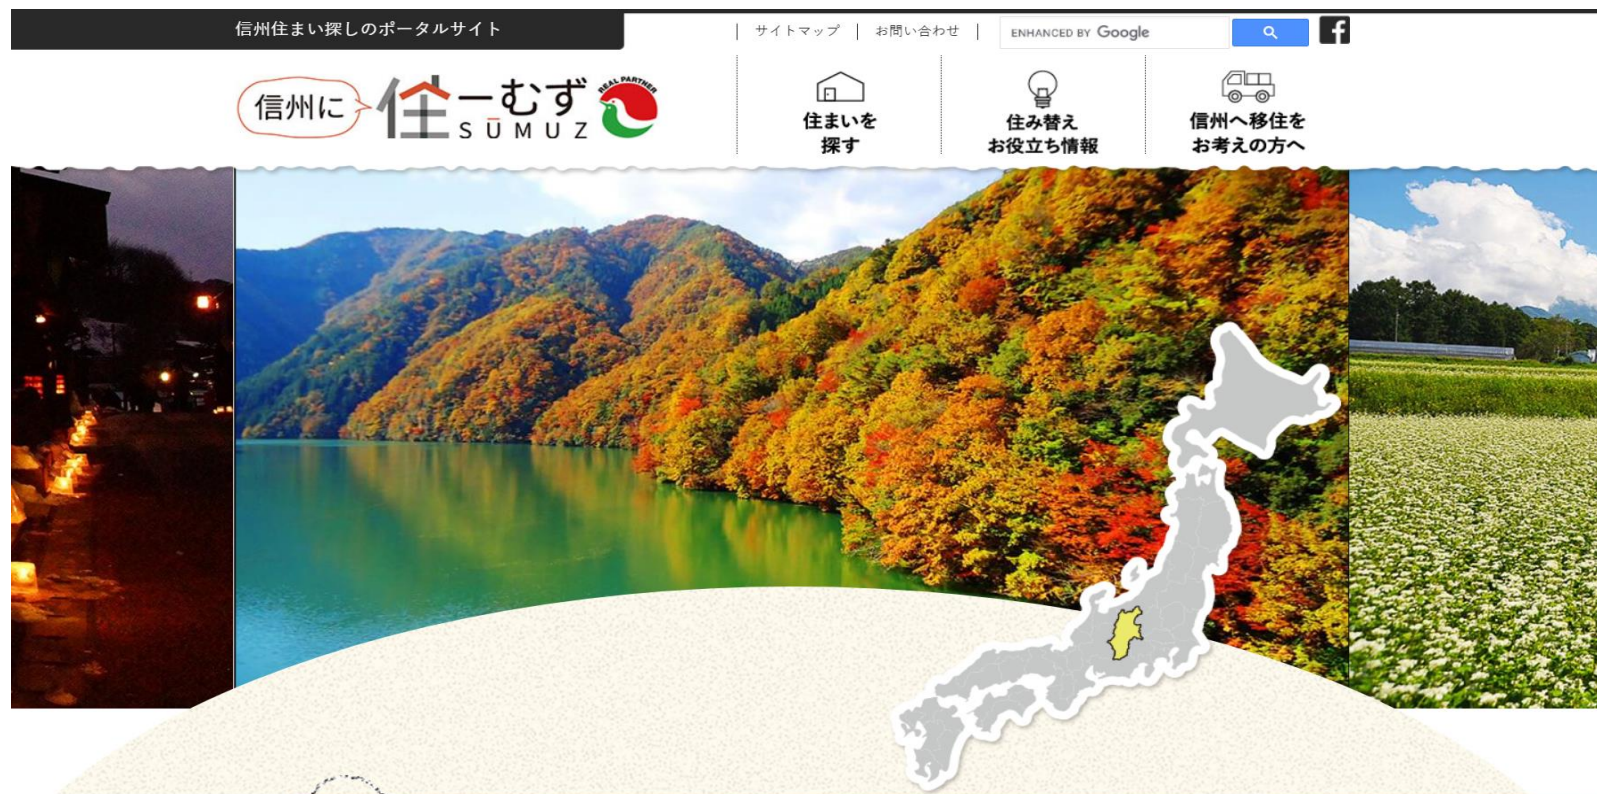 信州住まい探しのポータルサイト
サイトマップ
お問い合わせ
ENHANCED BY Google
信州に
住ーむず
SŪMUZ
REAL PARTNER
住まいを
探す
住み替え
お役立ち情報
信州へ移住を
お考えの方へ